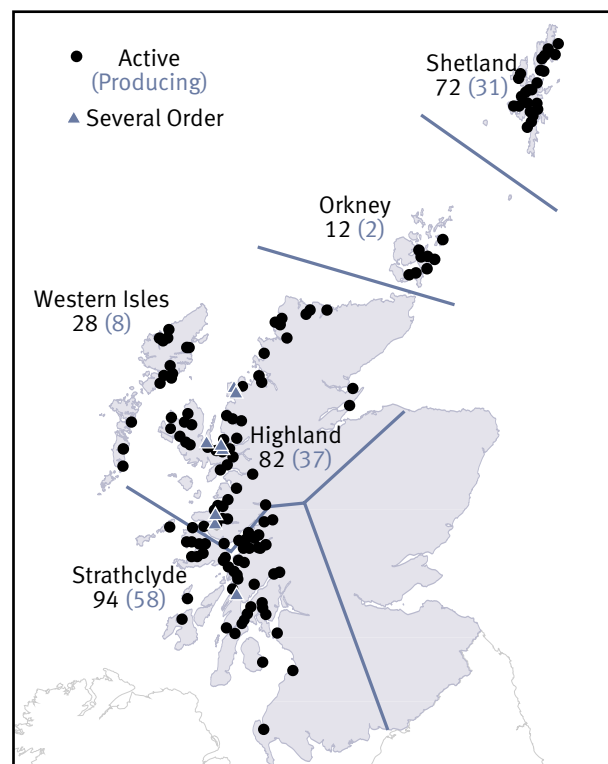 Active
(Producing)
Several Order
Shetland
72 (31)
Orkney
12 (2)
Western Isles
28 (8)
Highland
82 (37)
Strathclyde
94 (58)